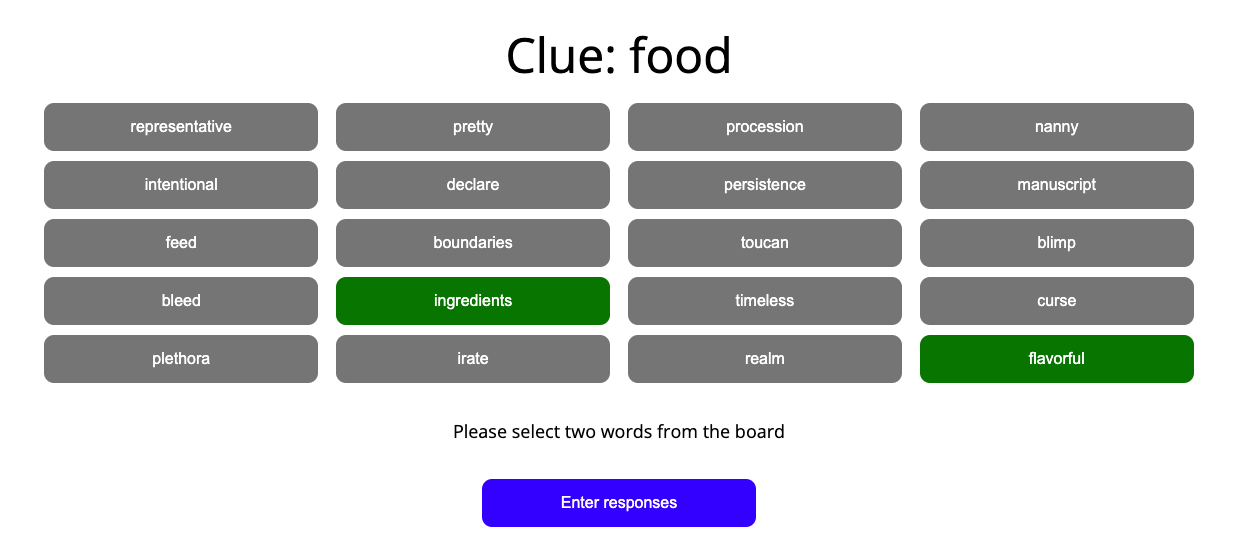 Clue: food
representative pretty procession nanny
intentional declare persistence manuscript
feed boundaries toucan blimp
bleed ingredients timeless curse
plethora irate realm flavorful
Please select two words from the board
Enter responses